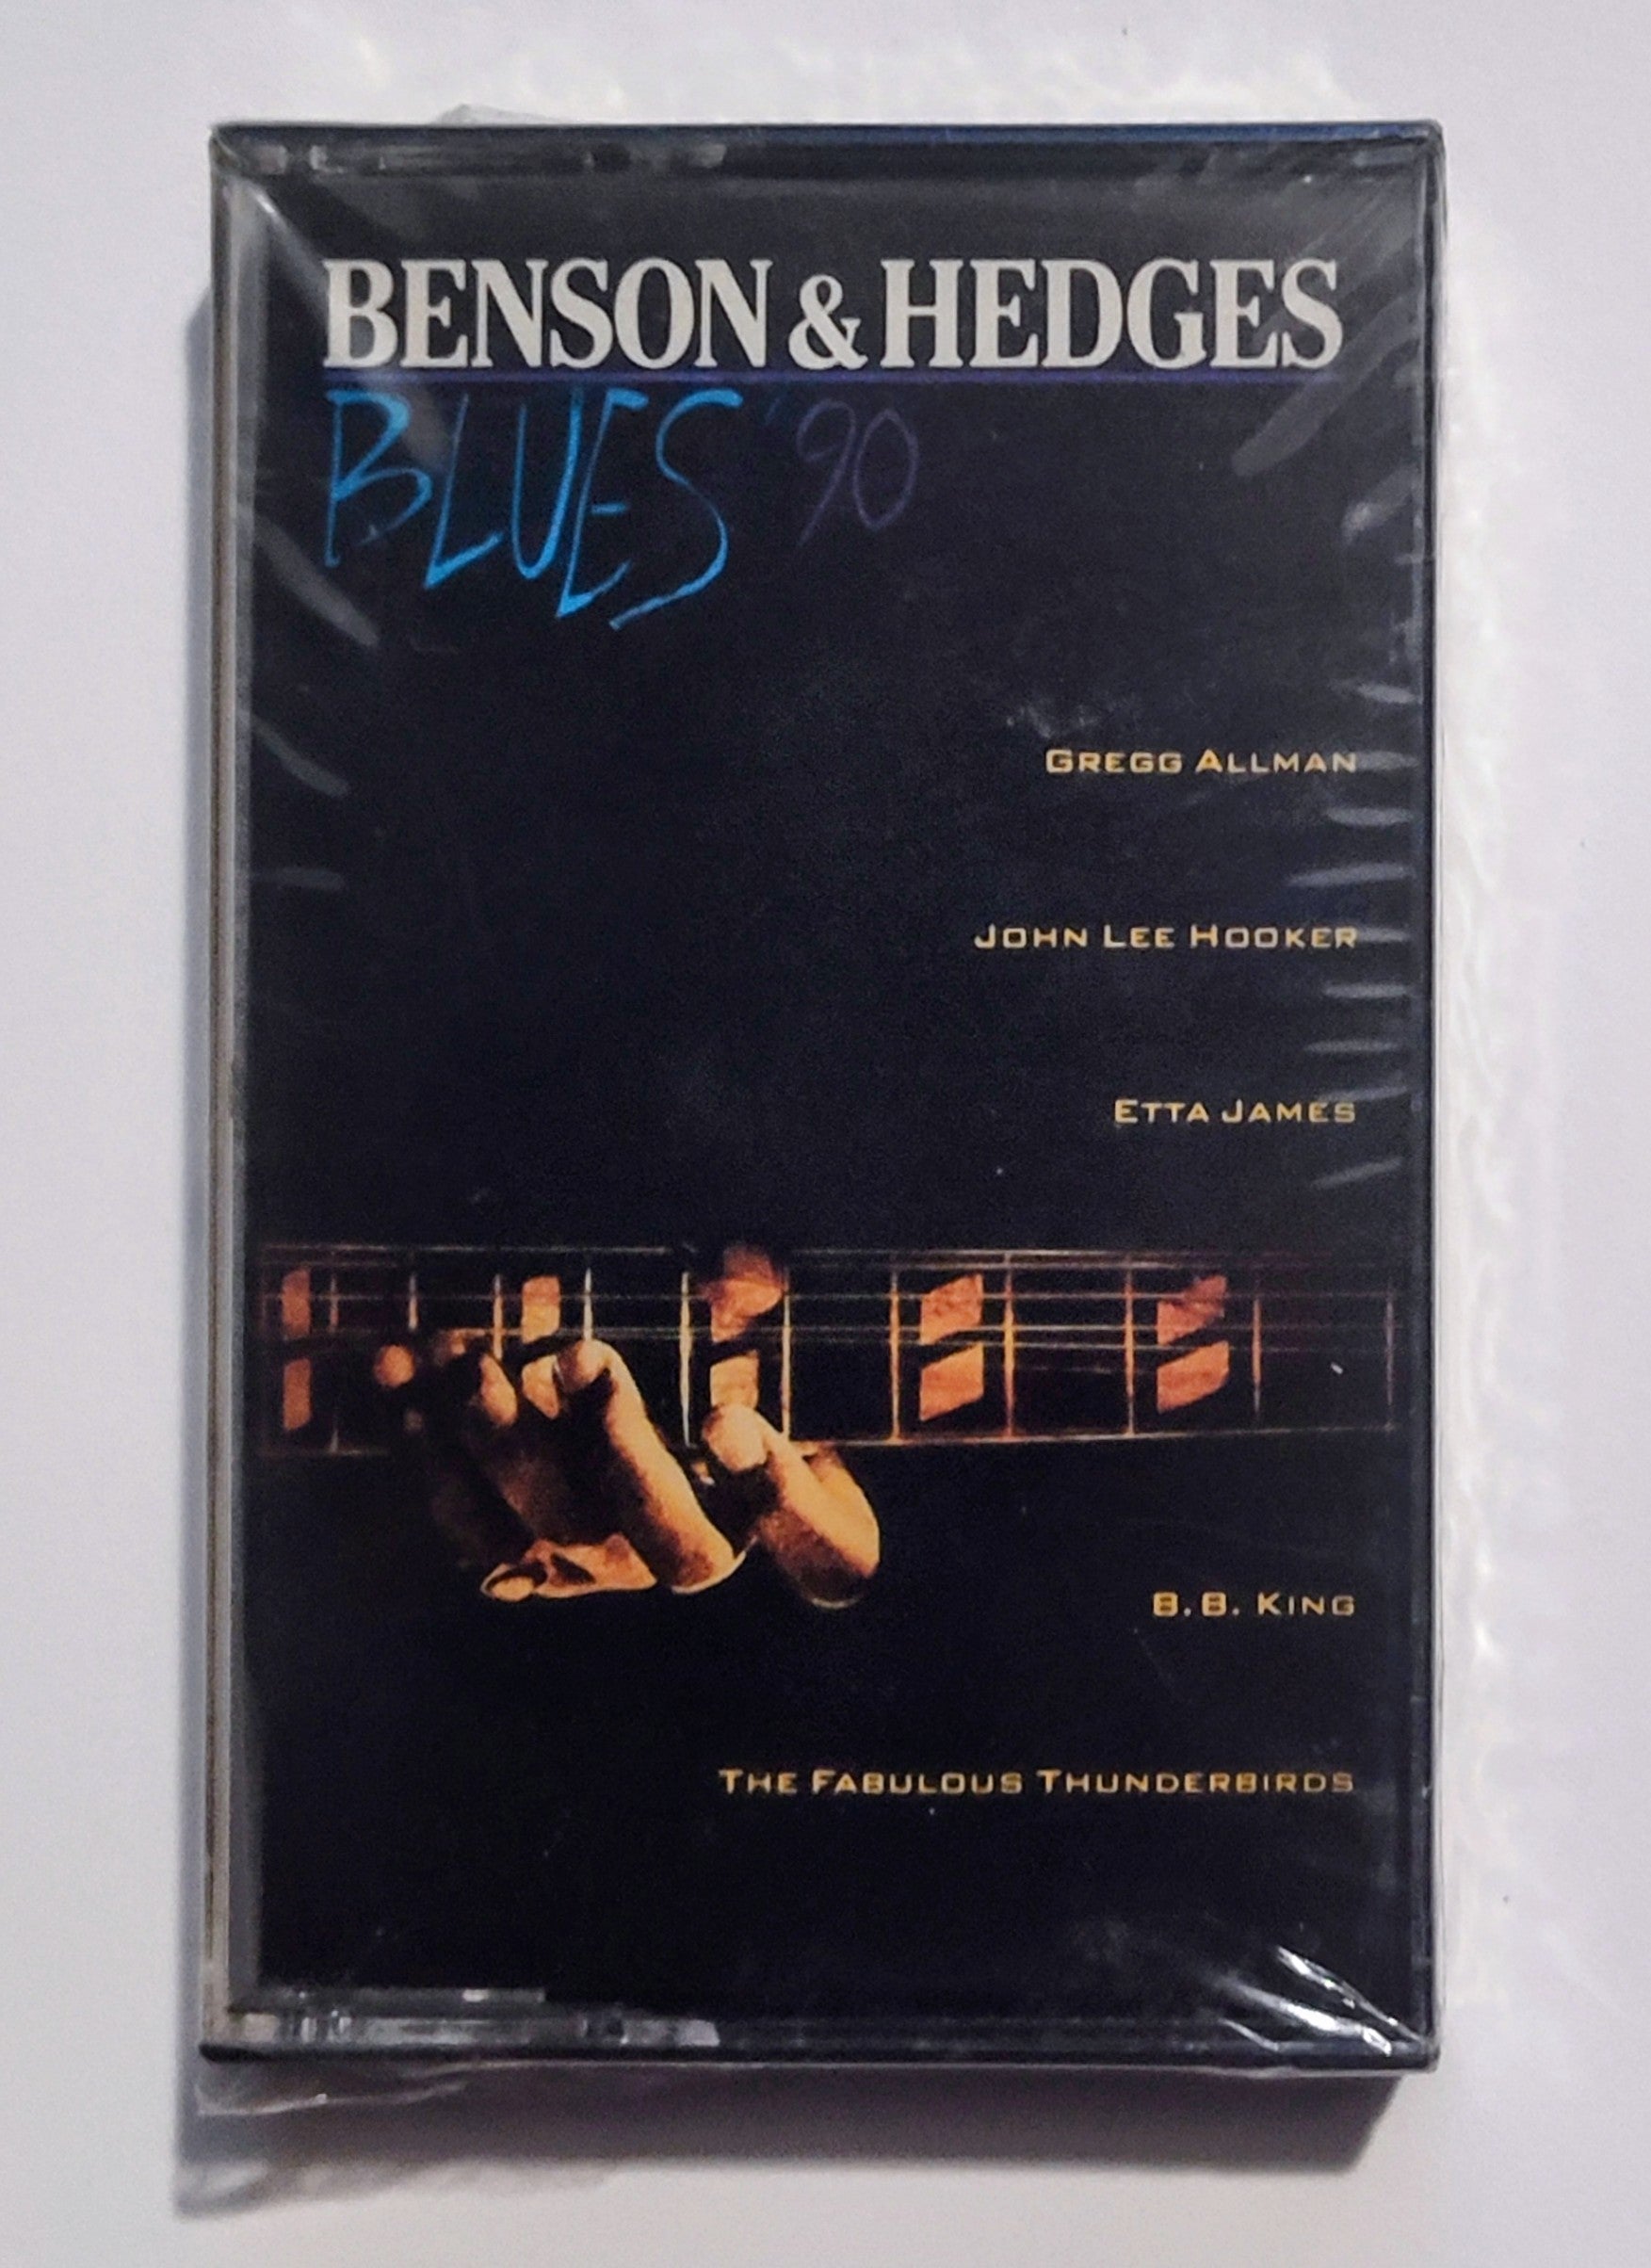 BENSON & HEDGES
BLUES '90
GREGG ALLMAN
JOHN LEE HOOKER
ETTA JAMES
B.B. KING
THE FABULOUS THUNDERBIRDS